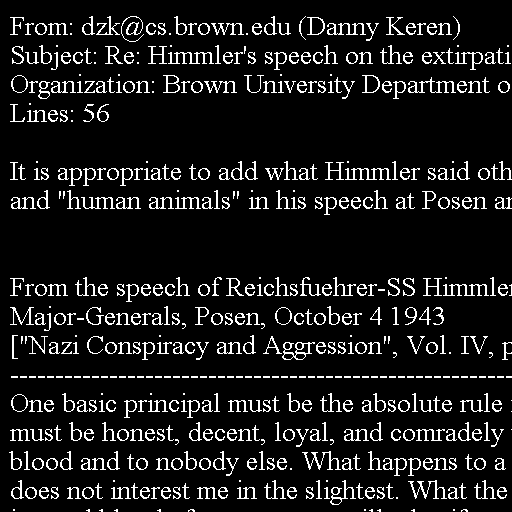 From: dzk@cs.brown.edu (Danny Keren)
Subject: Re: Himmler's speech on the extirpati
Organization: Brown University Department o
Lines: 56
It is appropriate to add what Himmler said oth
and "human animals" in his speech at Posen an
From the speech of Reichsfuehrer-SS Himmler
Major-Generals, Posen, October 4 1943
["Nazi Conspiracy and Aggression", Vol. IV, p
------------------------------------------------------
One basic principal must be the absolute rule
must be honest, decent, loyal, and comradely
blood and to nobody else. What happens to a
does not interest me in the slightest. What the